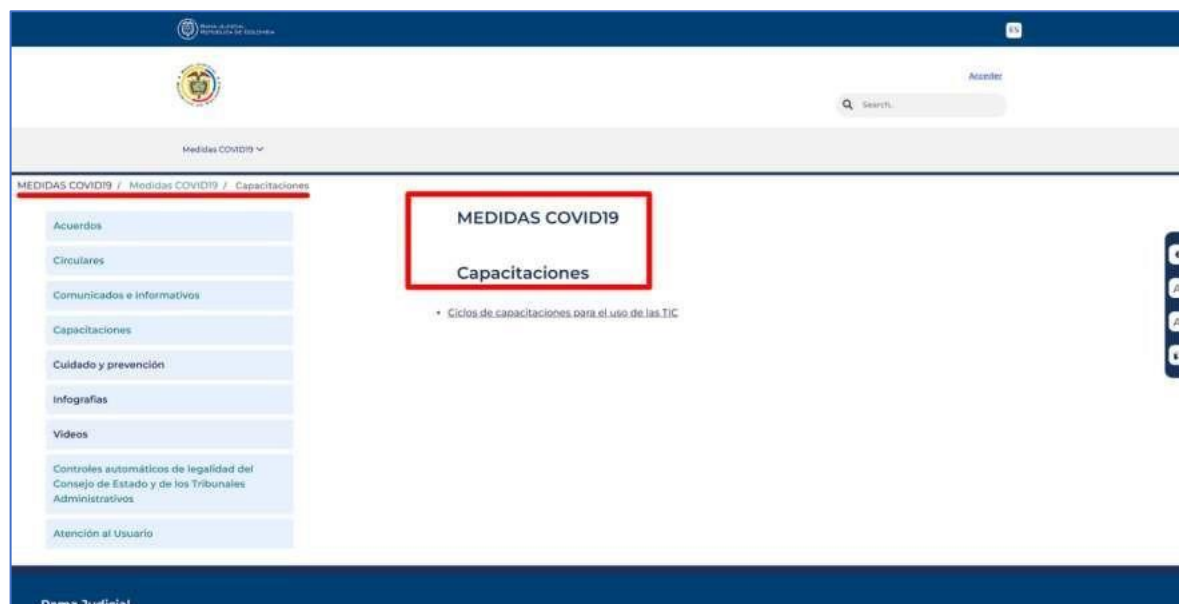 ES
Acceder
Search..
Medidas COVID19
MEDIDAS COVID19 / Medidas COVID19 / Capacitaciones
Acuerdos
Circulares
Comunicados e informativos
Capacitaciones
Cuidado y prevención
Infografías
Videos
Controles automáticos de legalidad del
Consejo de Estado y de los Tribunales
Administrativos
Atención al Usuario
MEDIDAS COVID19
Capacitaciones
• Ciclos de capacitaciones para el uso de las TIC
Rama Judicial